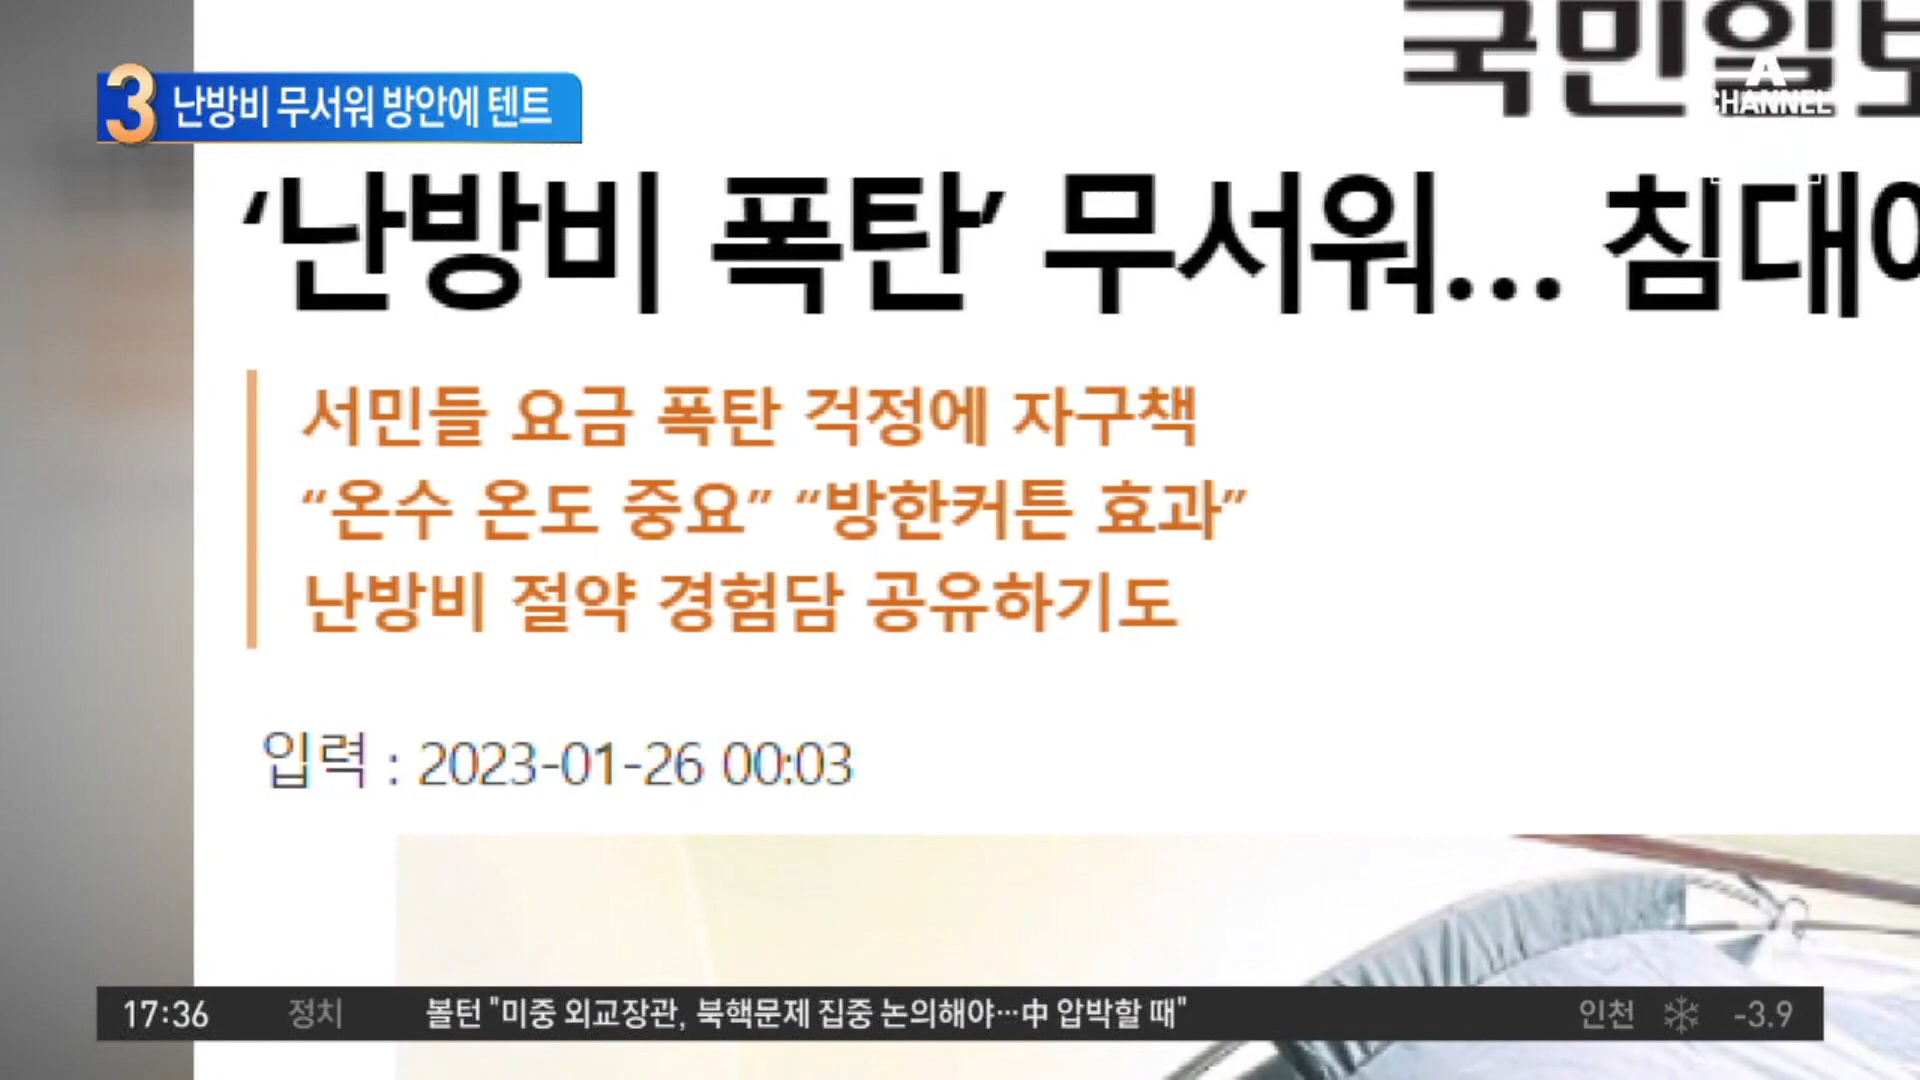 국민일보
CHANNEL A
3 난방비 무서워 방안에 텐트
‘난방비 폭탄’ 무서워... 침대에
서민들 요금 폭탄 걱정에 자구책
“온수 온도 중요” “방한커튼 효과”
난방비 절약 경험담 공유하기도
입력 : 2023-01-26 00:03
17:36 정치 볼턴 "미중 외교장관, 북핵문제 집중 논의해야…中 압박할 때" 인천 -3.9